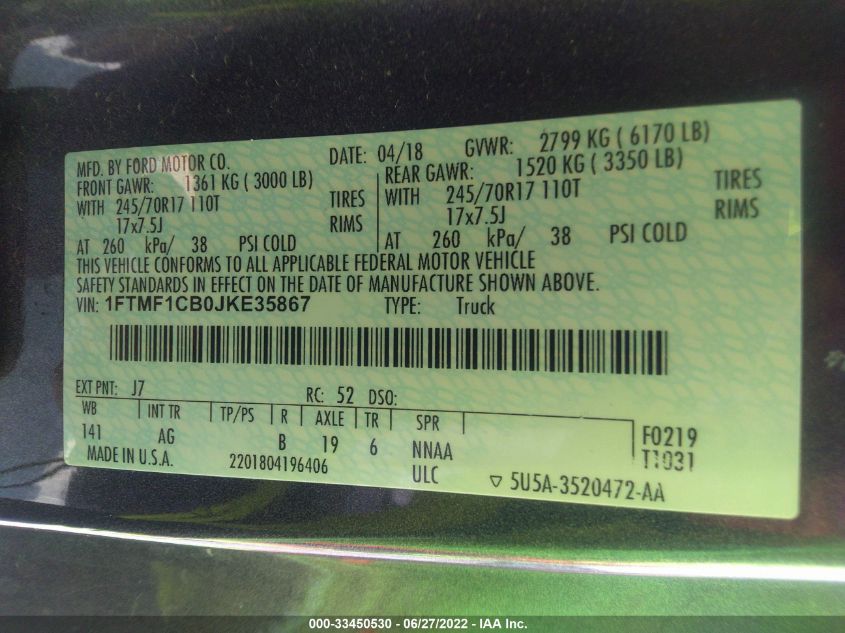 MFD. BY FORD MOTOR CO. DATE: 04/18 GVWR: 2799 KG ( 6170 LB)
FRONT GAWR: 1361 KG ( 3000 LB) REAR GAWR: 1520 KG ( 3350 LB)
WITH 245/70R17 110T TIRES WITH 245/70R17 110T TIRES
17x7.5J RIMS 17x7.5J RIMS
AT 260 kPa/ 38 PSI COLD AT 260 kPa/ 38 PSI COLD
THIS VEHICLE CONFORMS TO ALL APPLICABLE FEDERAL MOTOR VEHICLE
SAFETY STANDARDS IN EFFECT ON THE DATE OF MANUFACTURE SHOWN ABOVE.
VIN: 1FTMF1CB0JKE35867 TYPE: Truck
EXT PNT: J7 RC: 52 DSO:
WB INT TR TP/PS R AXLE TR SPR
141 AG B 19 6 NNAA F0219
MADE IN U.S.A. 2201804196406 ULC T1031
▽ 5U5A-3520472-AA
000-33450530 - 06/27/2022 - IAA Inc.